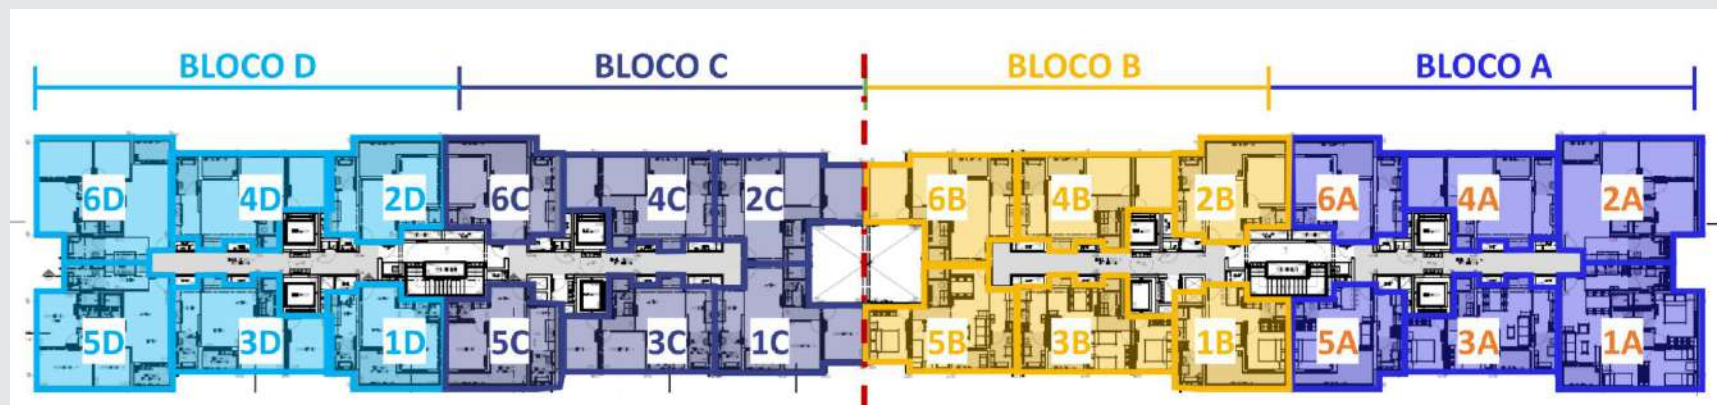 BLOCO D BLOCO C BLOCO B BLOCO A
6D 4D 2D 6C 4C 2C 6B 4B 2B 6A 4A 2A
5D 3D 1D 5C 3C 1C 5B 3B 1B 5A 3A 1A